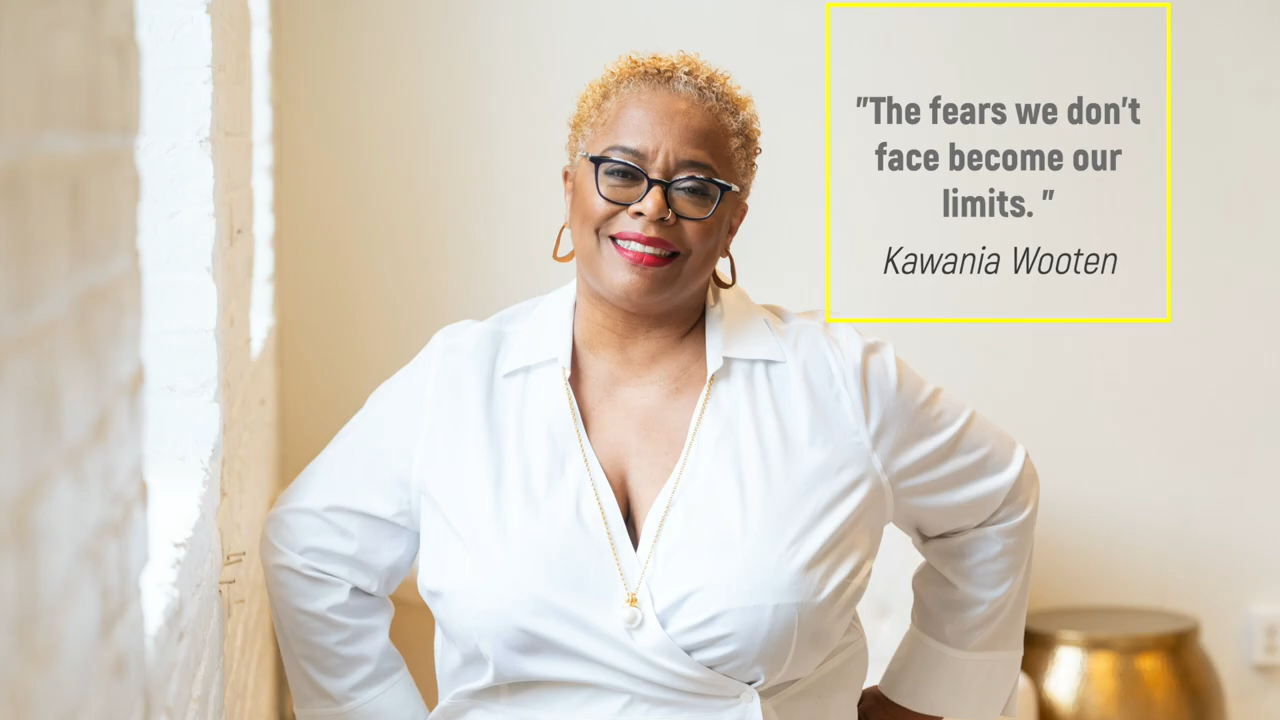 "The fears we don't
face become our
limits. "
Kawania Wooten